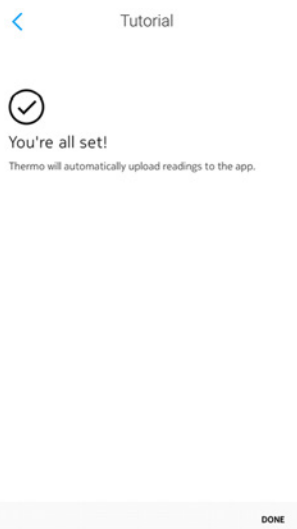 Tutorial
You're all set!
Thermo will automatically upload readings to the app.
DONE